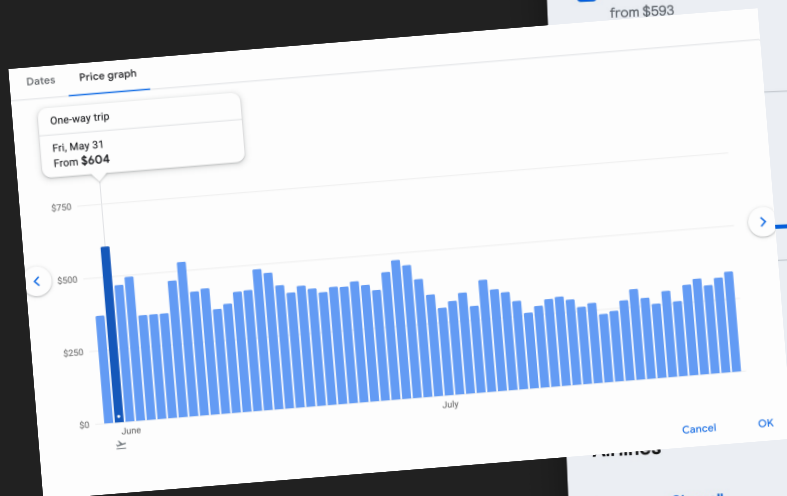 from $593
Dates
Price graph
One-way trip
Fri, May 31
From $604
$750
$500
$250
$0
June
July
Cancel
OK